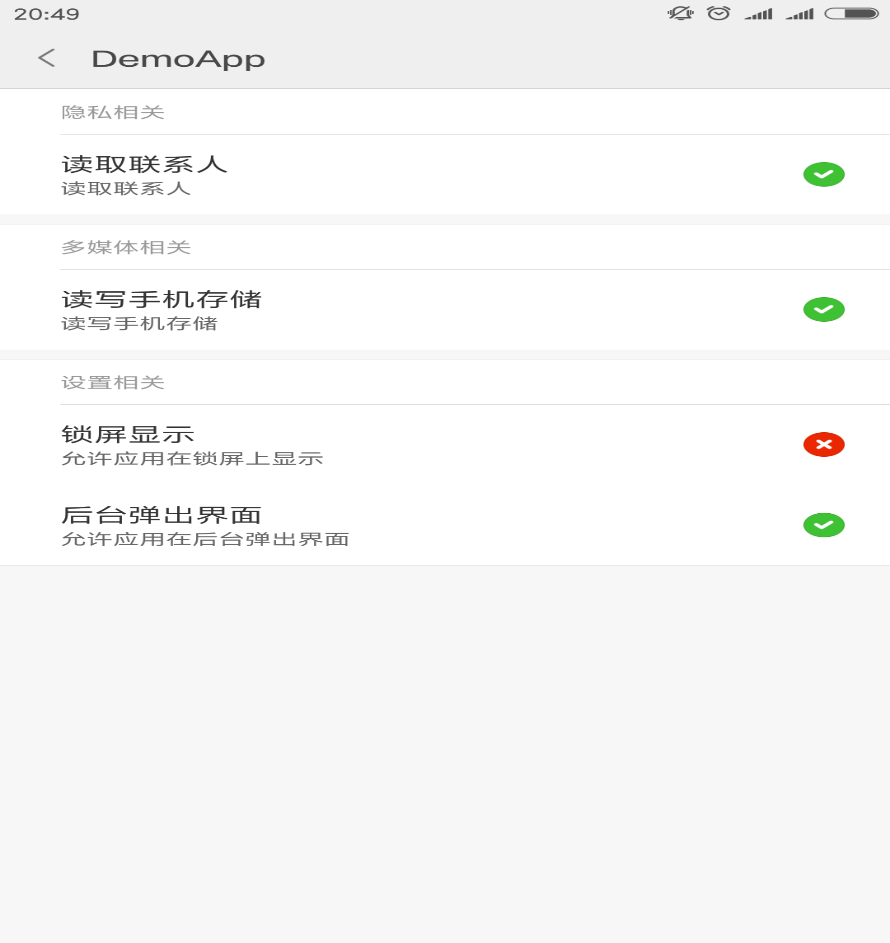 20:49
DemoApp
隐私相关
读取联系人
读取联系人
多媒体相关
读写手机存储
读写手机存储
设置相关
锁屏显示
允许应用在锁屏上显示
后台弹出界面
允许应用在后台弹出界面